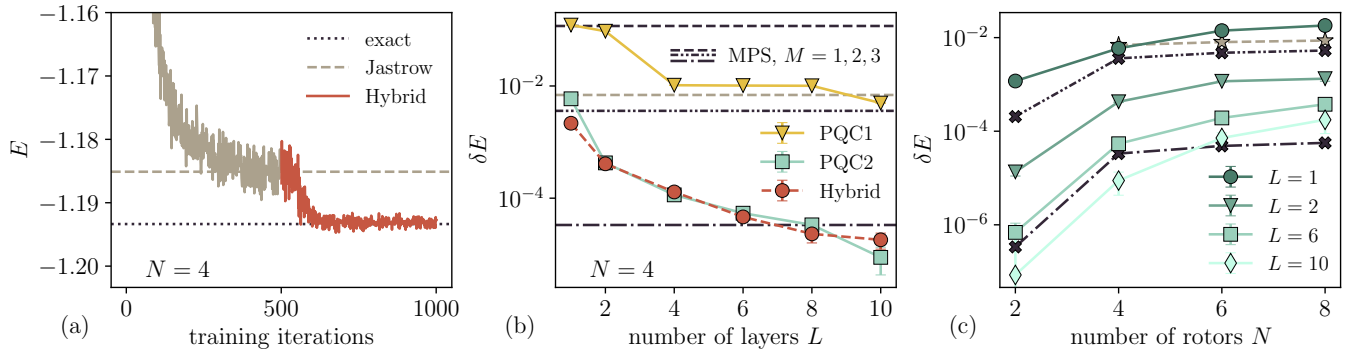 −1.16
−1.17
−1.18
−1.19
−1.20
E
exact
Jastrow
Hybrid
N = 4
0
500
1000
training iterations
(a)
10⁻²
10⁻⁴
δE
MPS, M = 1, 2, 3
PQC1
PQC2
Hybrid
N = 4
2
4
6
8
10
number of layers L
(b)
10⁻²
10⁻⁴
10⁻⁶
δE
L = 1
L = 2
L = 6
L = 10
2
4
6
8
number of rotors N
(c)